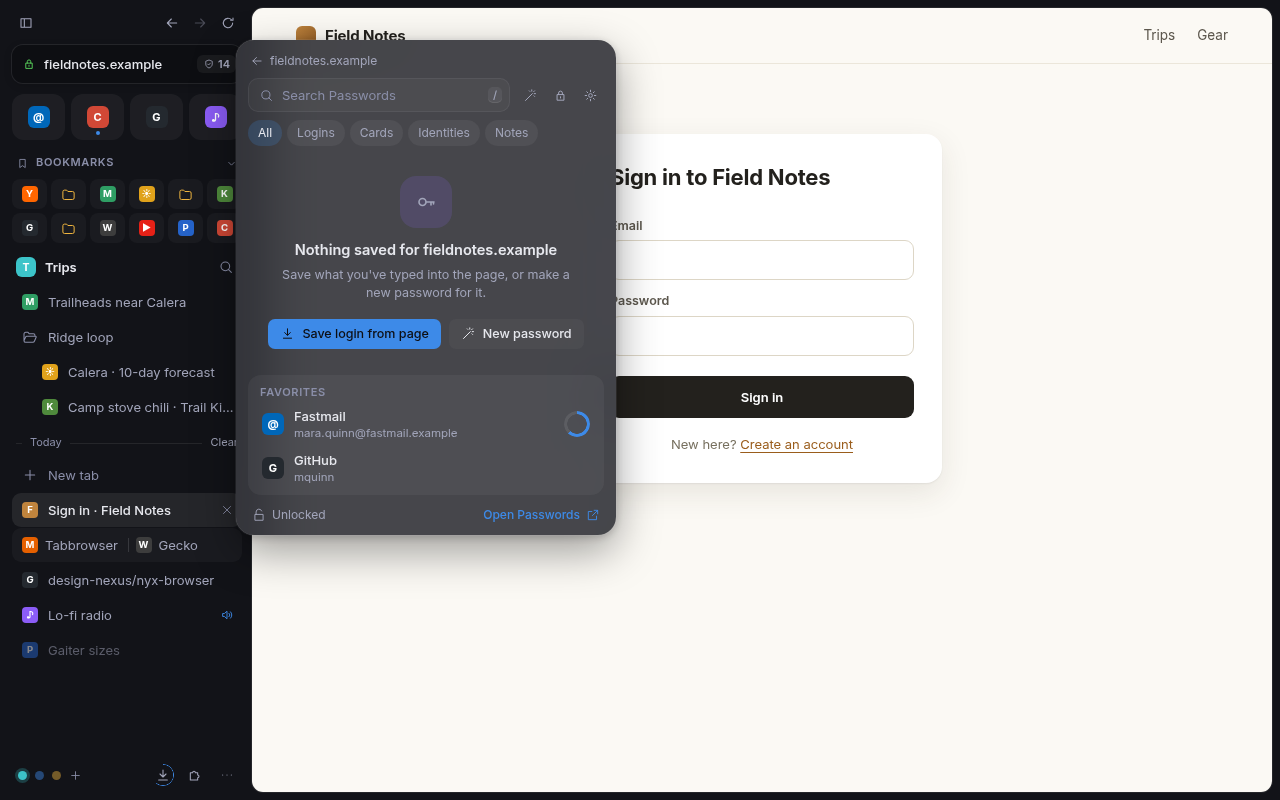 fieldnotes.example
14
@
C
G
BOOKMARKS
Y
M
K
G
W
P
C
T
Trips
M
Trailheads near Calera
Ridge loop
Calera · 10-day forecast
K
Camp stove chili · Trail Ki...
Today
Clear
New tab
F
Sign in · Field Notes
M
Tabbrowser
W
Gecko
G
design-nexus/nyx-browser
Lo-fi radio
P
Gaiter sizes
fieldnotes.example
Search Passwords
/
All
Logins
Cards
Identities
Notes
Nothing saved for fieldnotes.example
Save what you've typed into the page, or make a
new password for it.
Save login from page
New password
FAVORITES
@
Fastmail
mara.quinn@fastmail.example
G
GitHub
mquinn
Unlocked
Open Passwords
Field Notes
Trips
Gear
Sign in to Field Notes
Email
Password
Sign in
New here? Create an account